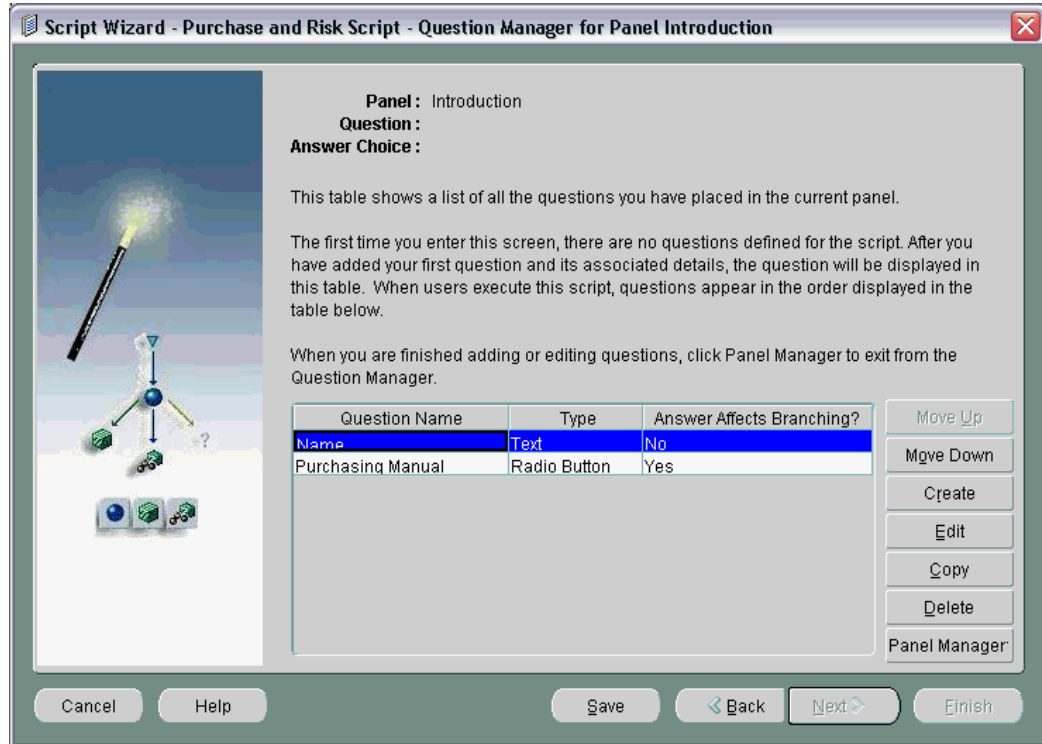 Script Wizard - Purchase and Risk Script - Question Manager for Panel Introduction
Panel : Introduction
Question :
Answer Choice :
This table shows a list of all the questions you have placed in the current panel.
The first time you enter this screen, there are no questions defined for the script. After you
have added your first question and its associated details, the question will be displayed in
this table. When users execute this script, questions appear in the order displayed in the
table below.
When you are finished adding or editing questions, click Panel Manager to exit from the
Question Manager.
Question Name Type Answer Affects Branching?
Name Text No
Purchasing Manual Radio Button Yes
Move Up
Move Down
Create
Edit
Copy
Delete
Panel Manager
?
Cancel Help Save Back Next Finish